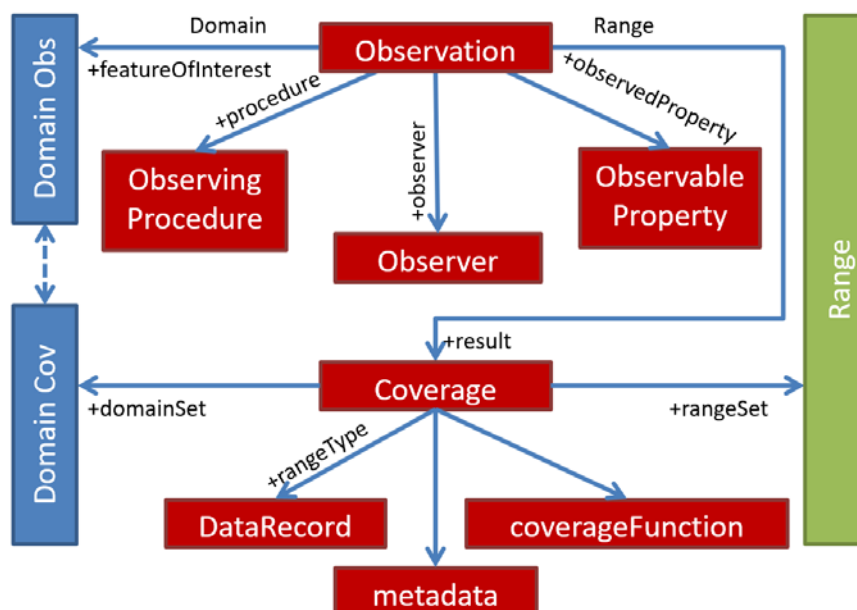 Domain
Observation
Range
+featureOfInterest
Domain Obs
+procedure
+observer
+observedProperty
Observing
Procedure
Observable
Property
Observer
Range
+result
Domain Cov
Coverage
+domainSet
+rangeSet
+rangeType
DataRecord
coverageFunction
metadata